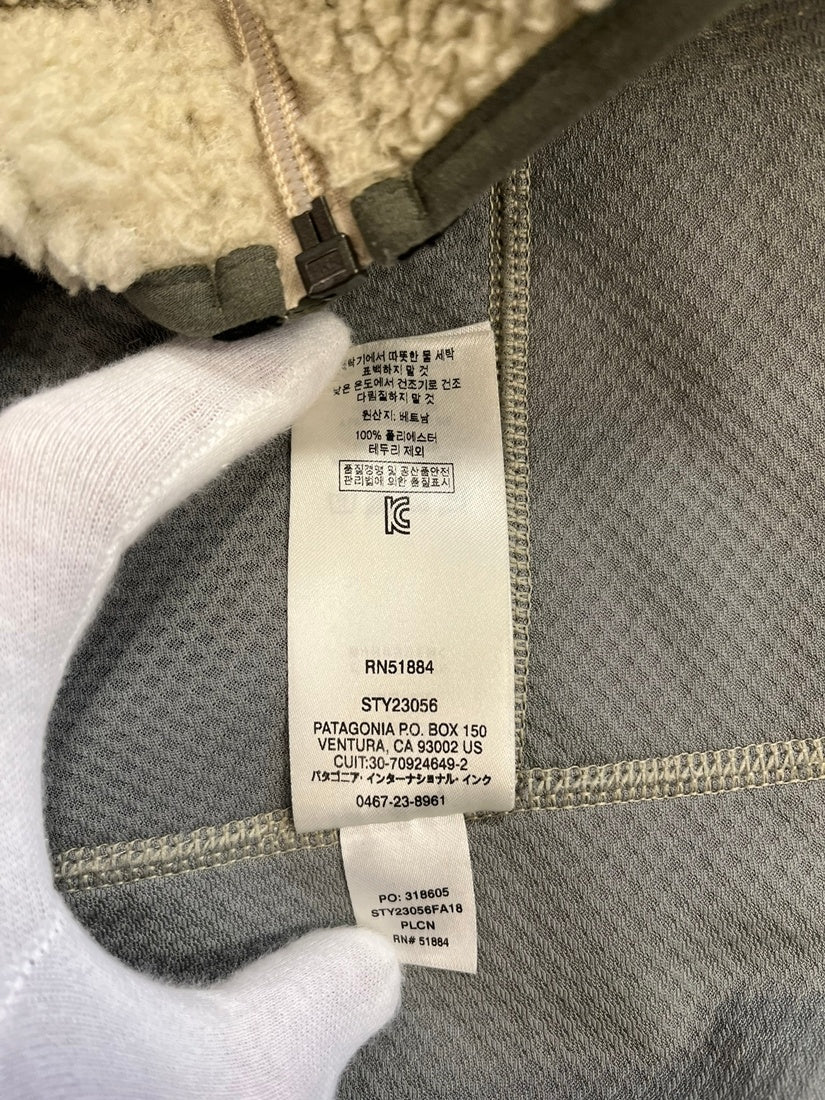 세탁기에서 따뜻한 물 세탁
표백하지 말 것
낮은 온도에서 건조기로 건조
다림질하지 말 것
원산지: 베트남
100% 폴리에스터
테두리 제외
품질경영 및 공산품안전
관리법에 의한 품질표시
RN51884
STY23056
PATAGONIA P.O. BOX 150
VENTURA, CA 93002 US
CUIT:30-70924649-2
パタゴニア・インターナショナル・インク
0467-23-8961
PO: 318605
STY23056FA18
PLCN
RN# 51884